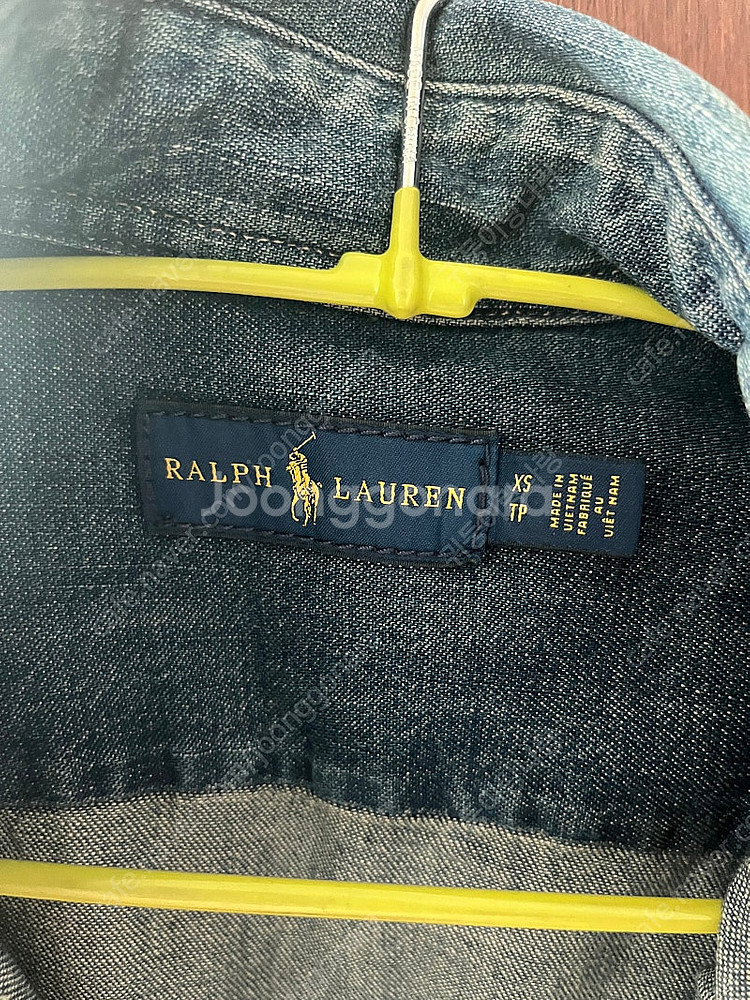 RALPH LAUREN
XS
TP
MADE IN
VIETNAM
FABRIQUÉ
AU
VIÊT NAM
Joonggonara